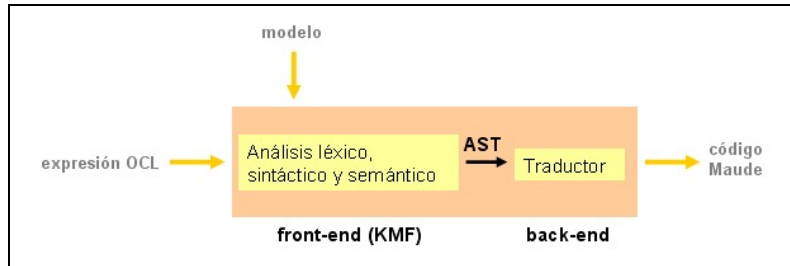 modelo
expresión OCL
Análisis léxico,
sintáctico y semántico
AST
Traductor
código
Maude
front-end (KMF)
back-end